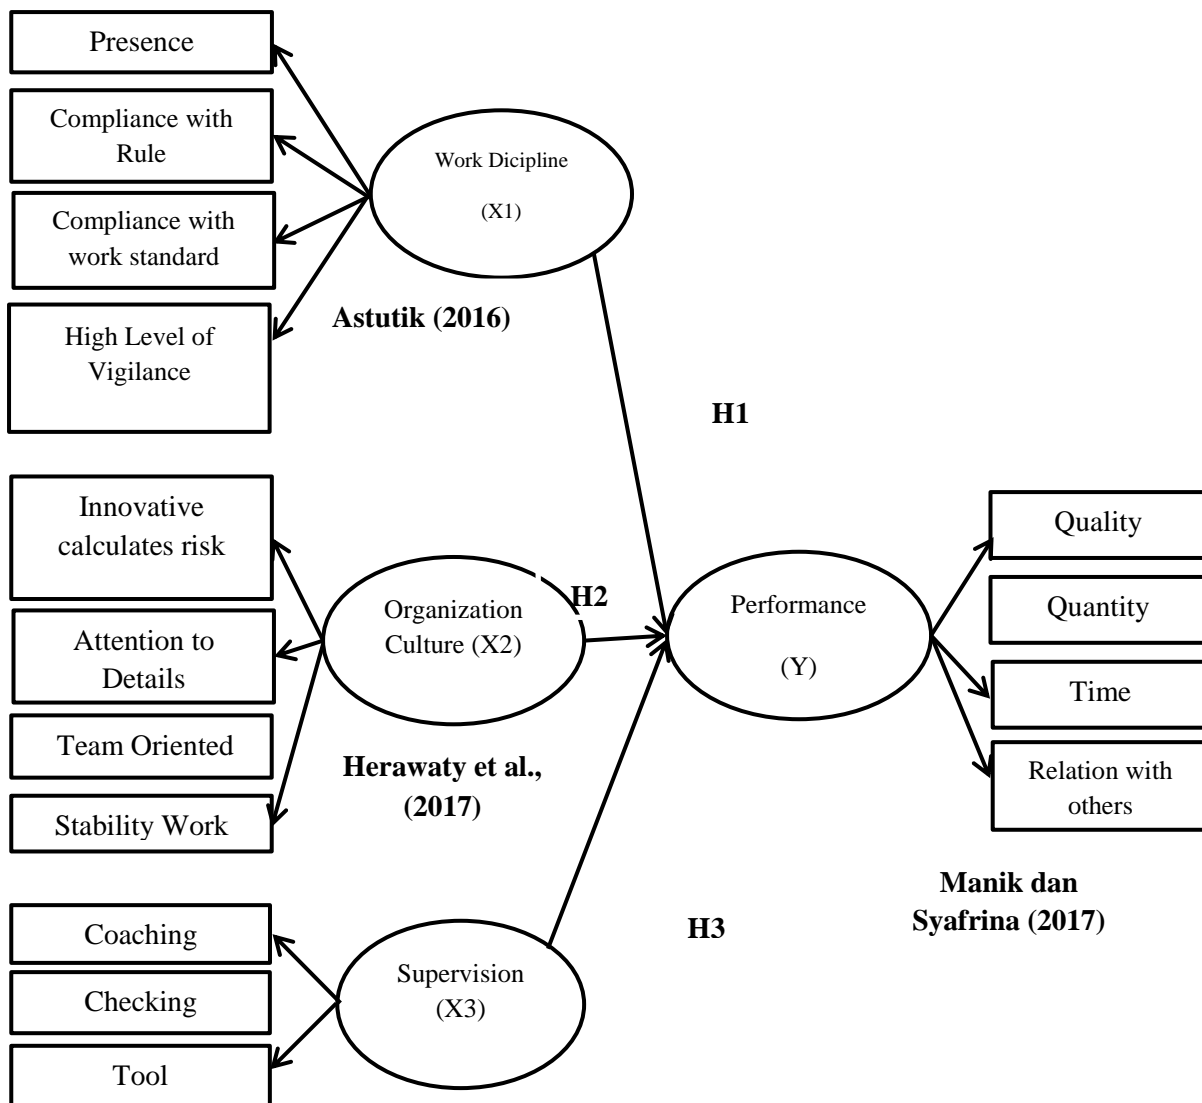 Presence
Compliance with
Rule
Compliance with
work standard
High Level of
Vigilance
Work Dicipline
(X1)
Astutik (2016)
H1
Innovative
calculates risk
Attention to
Details
Team Oriented
Stability Work
Organization
Culture (X2)
H2
Herawaty et al.,
(2017)
Performance
(Y)
Quality
Quantity
Time
Relation with
others
Manik dan
Syafrina (2017)
H3
Coaching
Checking
Tool
Supervision
(X3)